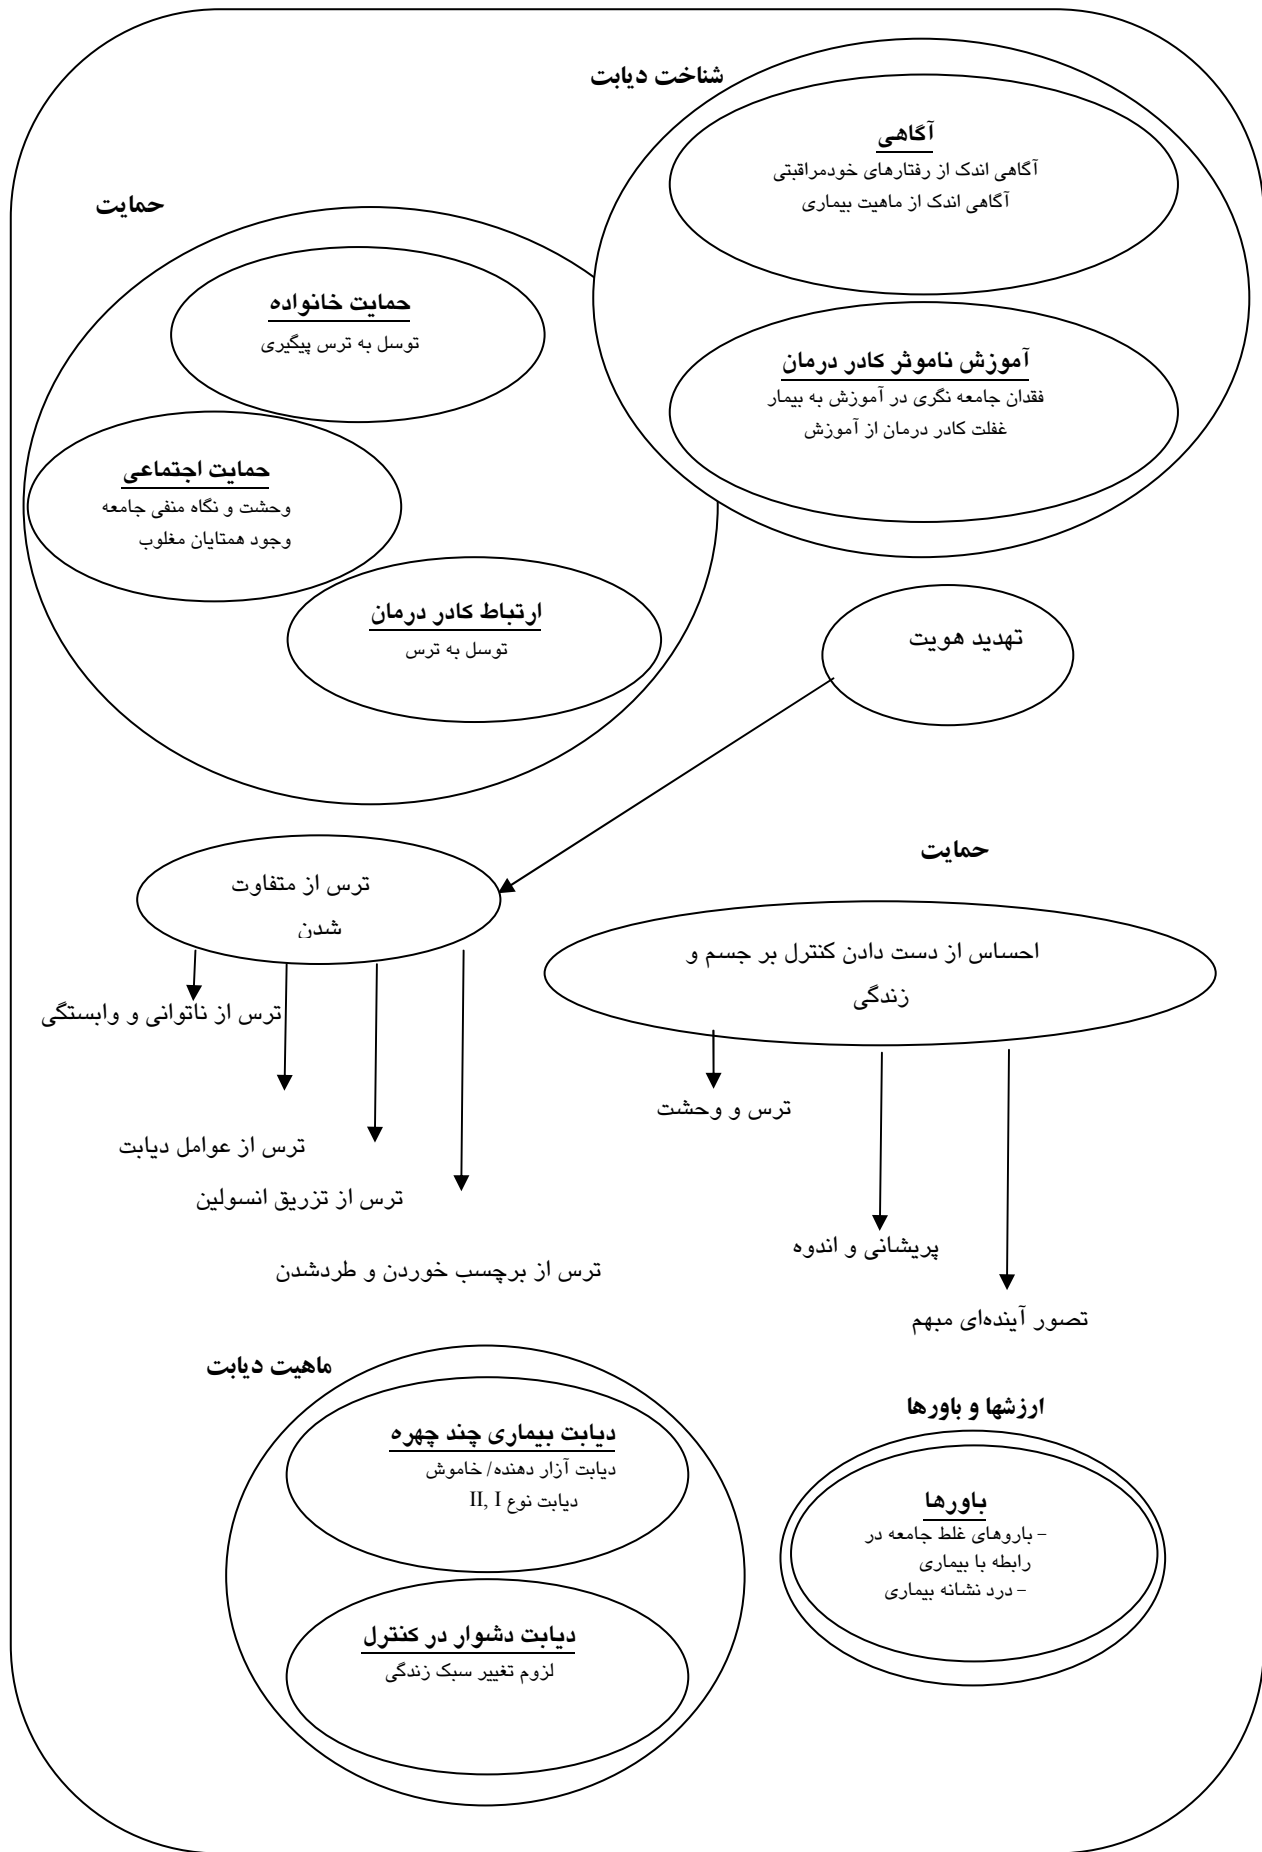 شناخت دیابت
آگاهی
آگاهی اندک از رفتارهای خودمراقبتی
آگاهی اندک از ماهیت بیماری
آموزش ناموثر کادر درمان
فقدان جامعه نگری در آموزش به بیمار
غفلت کادر درمان از آموزش
حمایت
حمایت خانواده
توسل به ترس پیگیری
حمایت اجتماعی
وحشت و نگاه منفی جامعه
وجود همتایان مغلوب
ارتباط کادر درمان
توسل به ترس
تهدید هویت
حمایت
احساس از دست دادن کنترل بر جسم و
زندگی
ترس و وحشت
پریشانی و اندوه
تصور آینده‌ای مبهم
ترس از متفاوت
شدن
ترس از ناتوانی و وابستگی
ترس از عوامل دیابت
ترس از تزریق انسولین
ترس از برچسب خوردن و طردشدن
ارزشها و باورها
باورها
- باروهای غلط جامعه در
رابطه با بیماری
- درد نشانه بیماری
ماهیت دیابت
دیابت بیماری چند چهره
دیابت آزار دهنده/ خاموش
دیابت نوع II, I
دیابت دشوار در کنترل
لزوم تغییر سبک زندگی